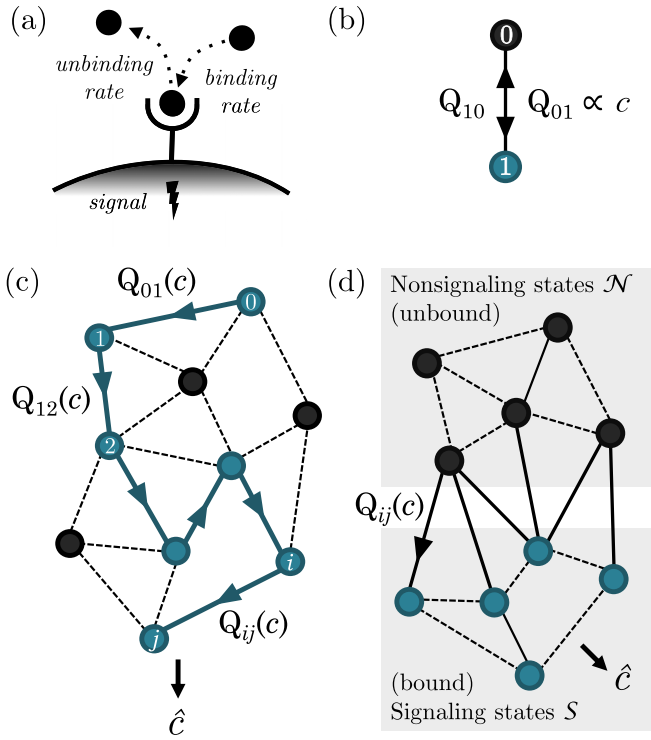 (a)
unbinding
rate
binding
rate
signal
(b)
0
Q₁₀
Q₀₁ ∝ c
1
(c)
Q₀₁(c)
0
1
Q₁₂(c)
2
i
Qᵢⱼ(c)
j
ĉ
(d)
Nonsignaling states 𝒩
(unbound)
Qᵢⱼ(c)
(bound)
Signaling states 𝒮
ĉ